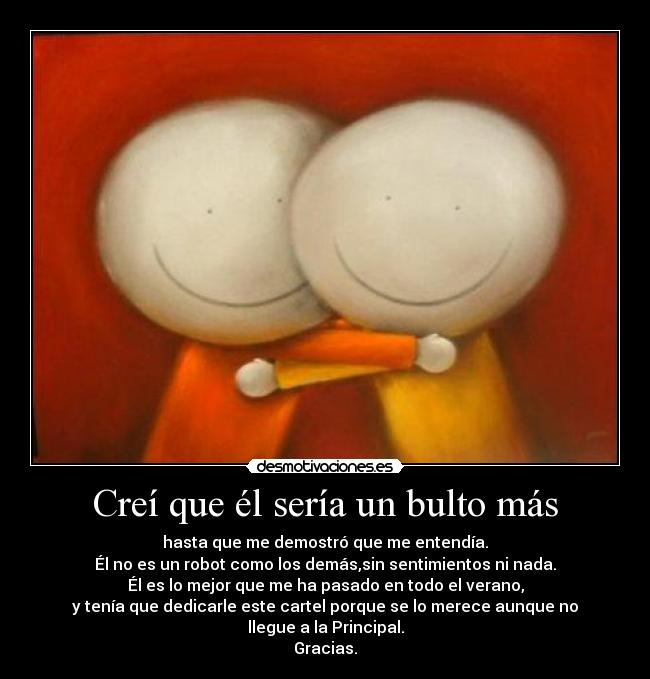 desmotivaciones.es
Creí que él sería un bulto más
hasta que me demostró que me entendía.
Él no es un robot como los demás,sin sentimientos ni nada.
Él es lo mejor que me ha pasado en todo el verano,
y tenía que dedicarle este cartel porque se lo merece aunque no
llegue a la Principal.
Gracias.